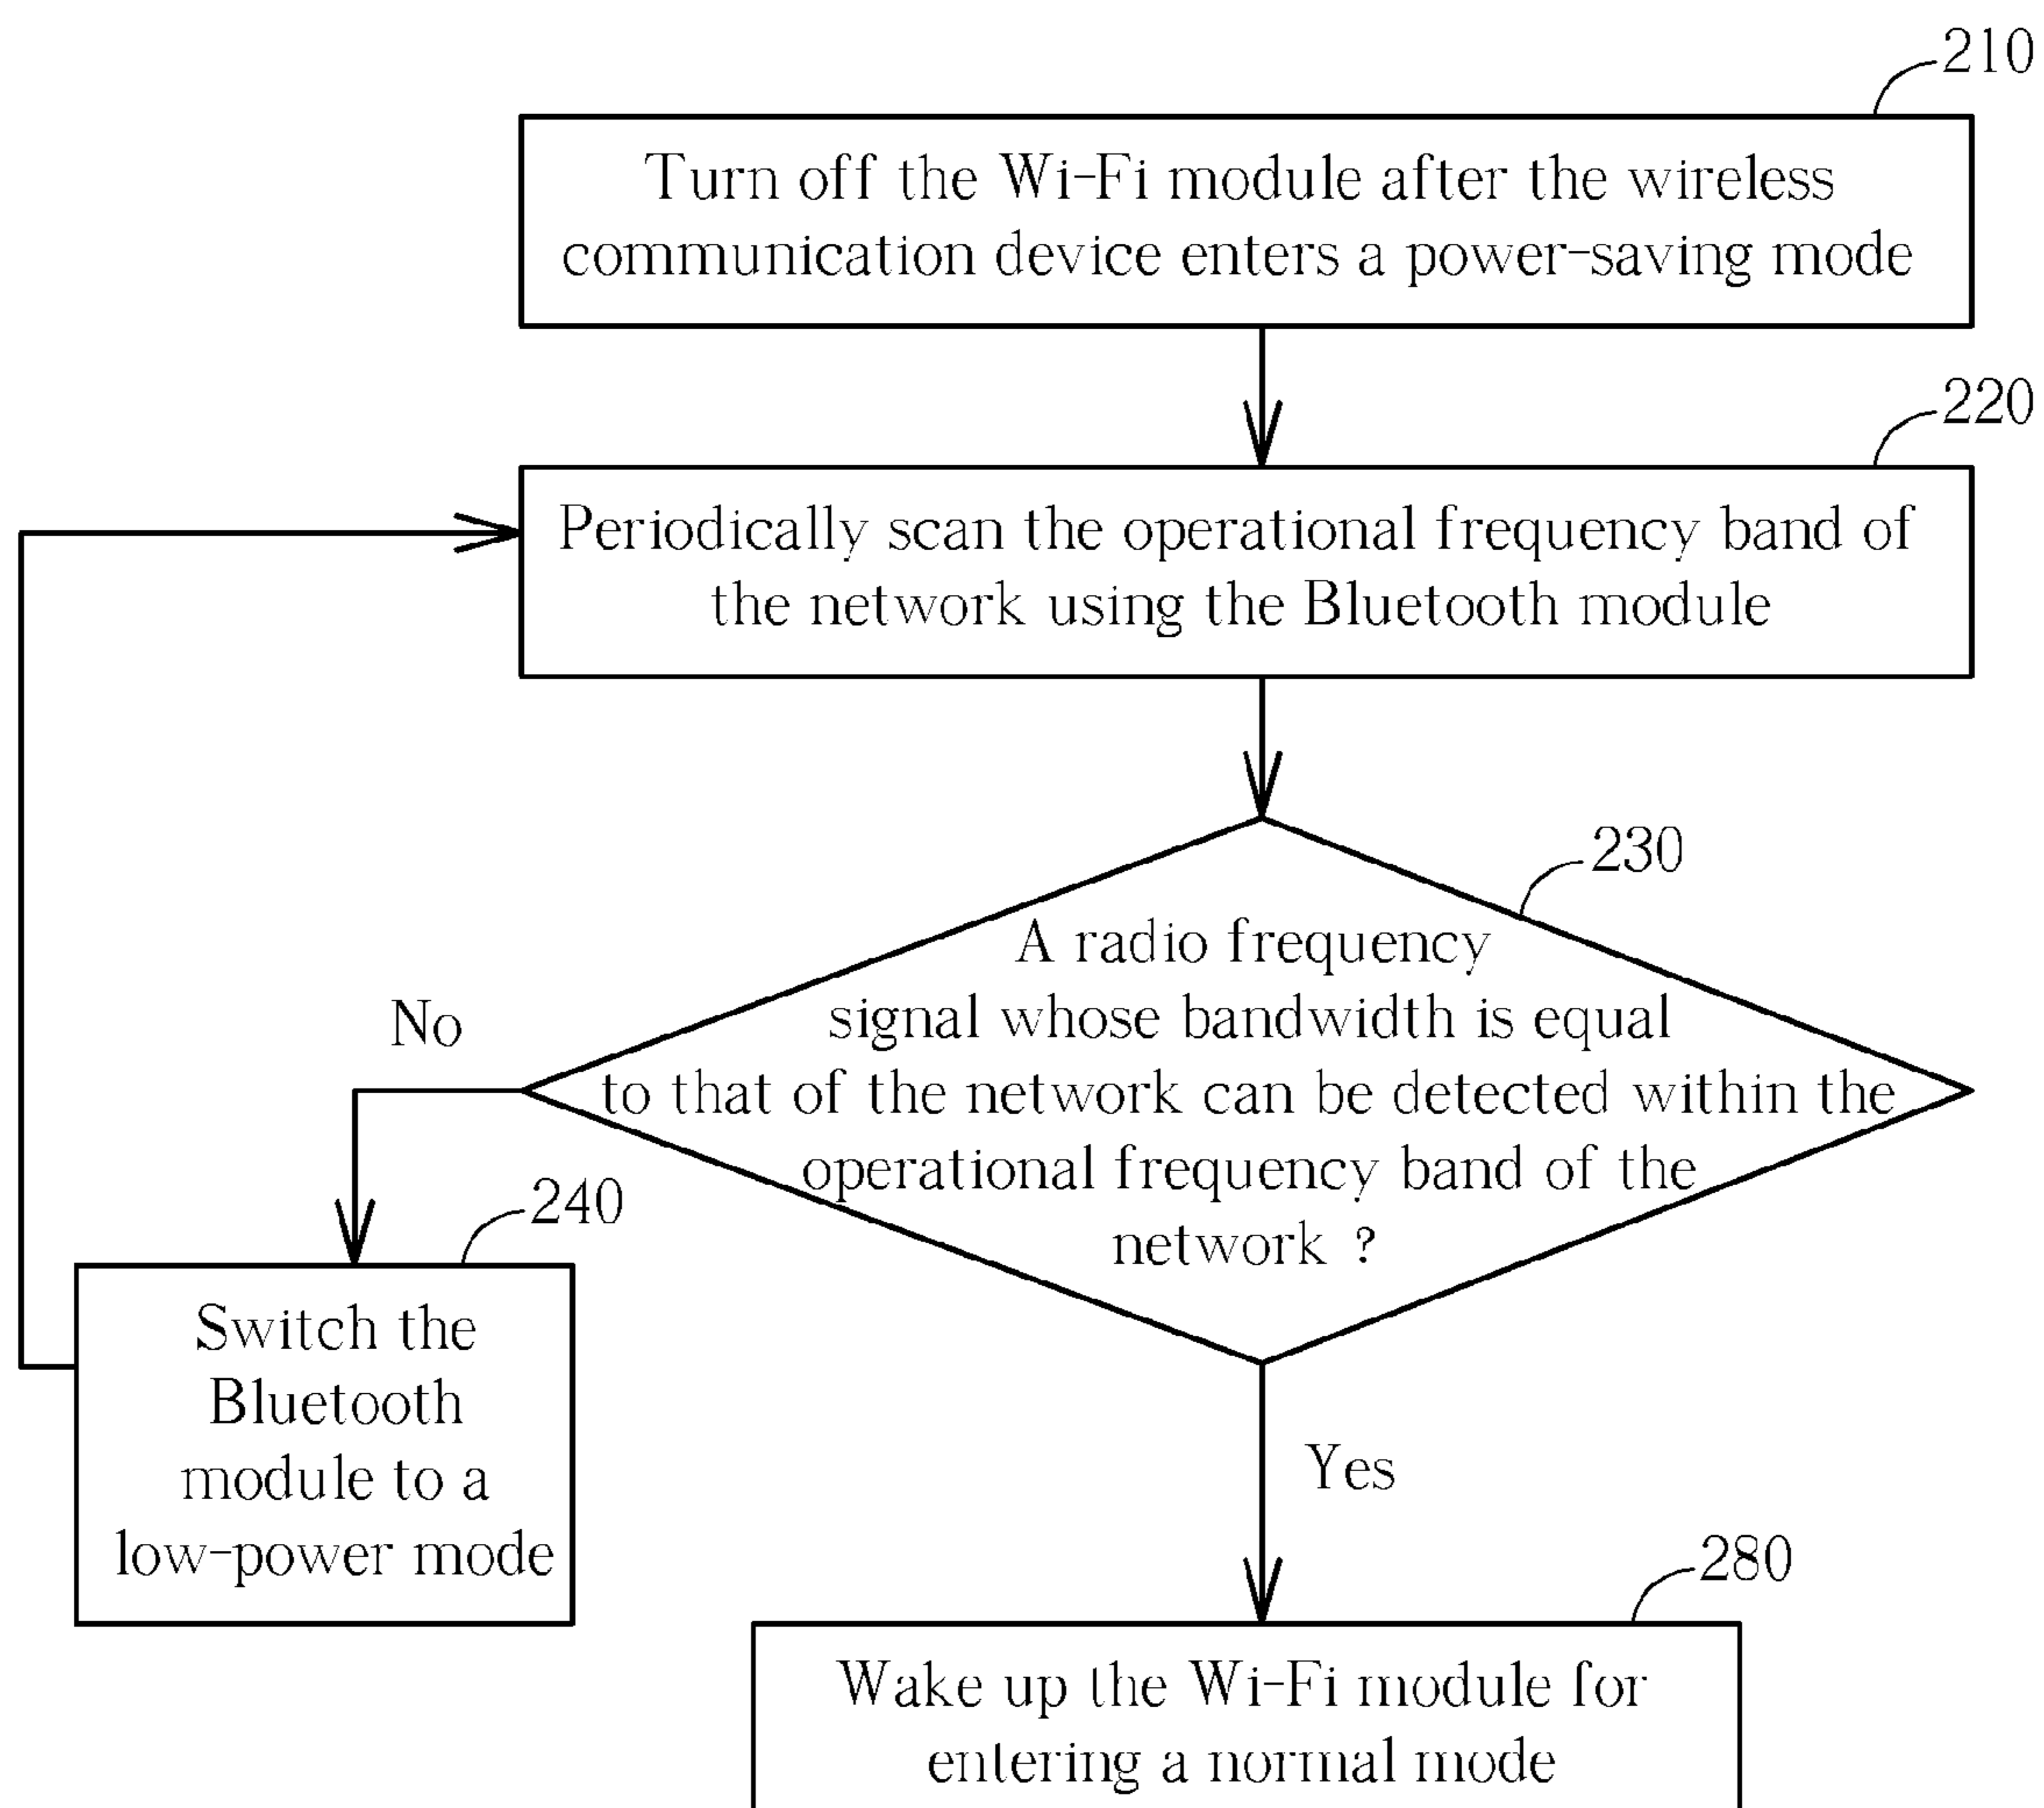 210
Turn off the Wi-Fi module after the wireless
communication device enters a power-saving mode
220
Periodically scan the operational frequency band of
the network using the Bluetooth module
230
A radio frequency
signal whose bandwidth is equal
to that of the network can be detected within the
operational frequency band of the
network ?
No
240
Switch the
Bluetooth
module to a
low-power mode
Yes
280
Wake up the Wi-Fi module for
entering a normal mode